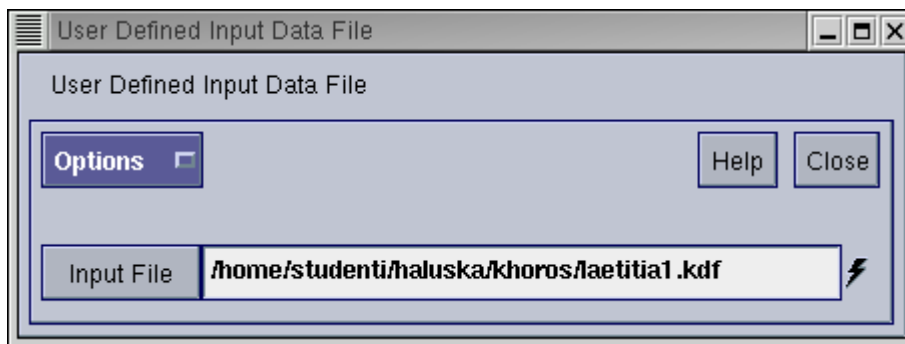 User Defined Input Data File
User Defined Input Data File
Options
Help
Close
Input File
/home/studenti/haluska/khoros/laetitia1.kdf